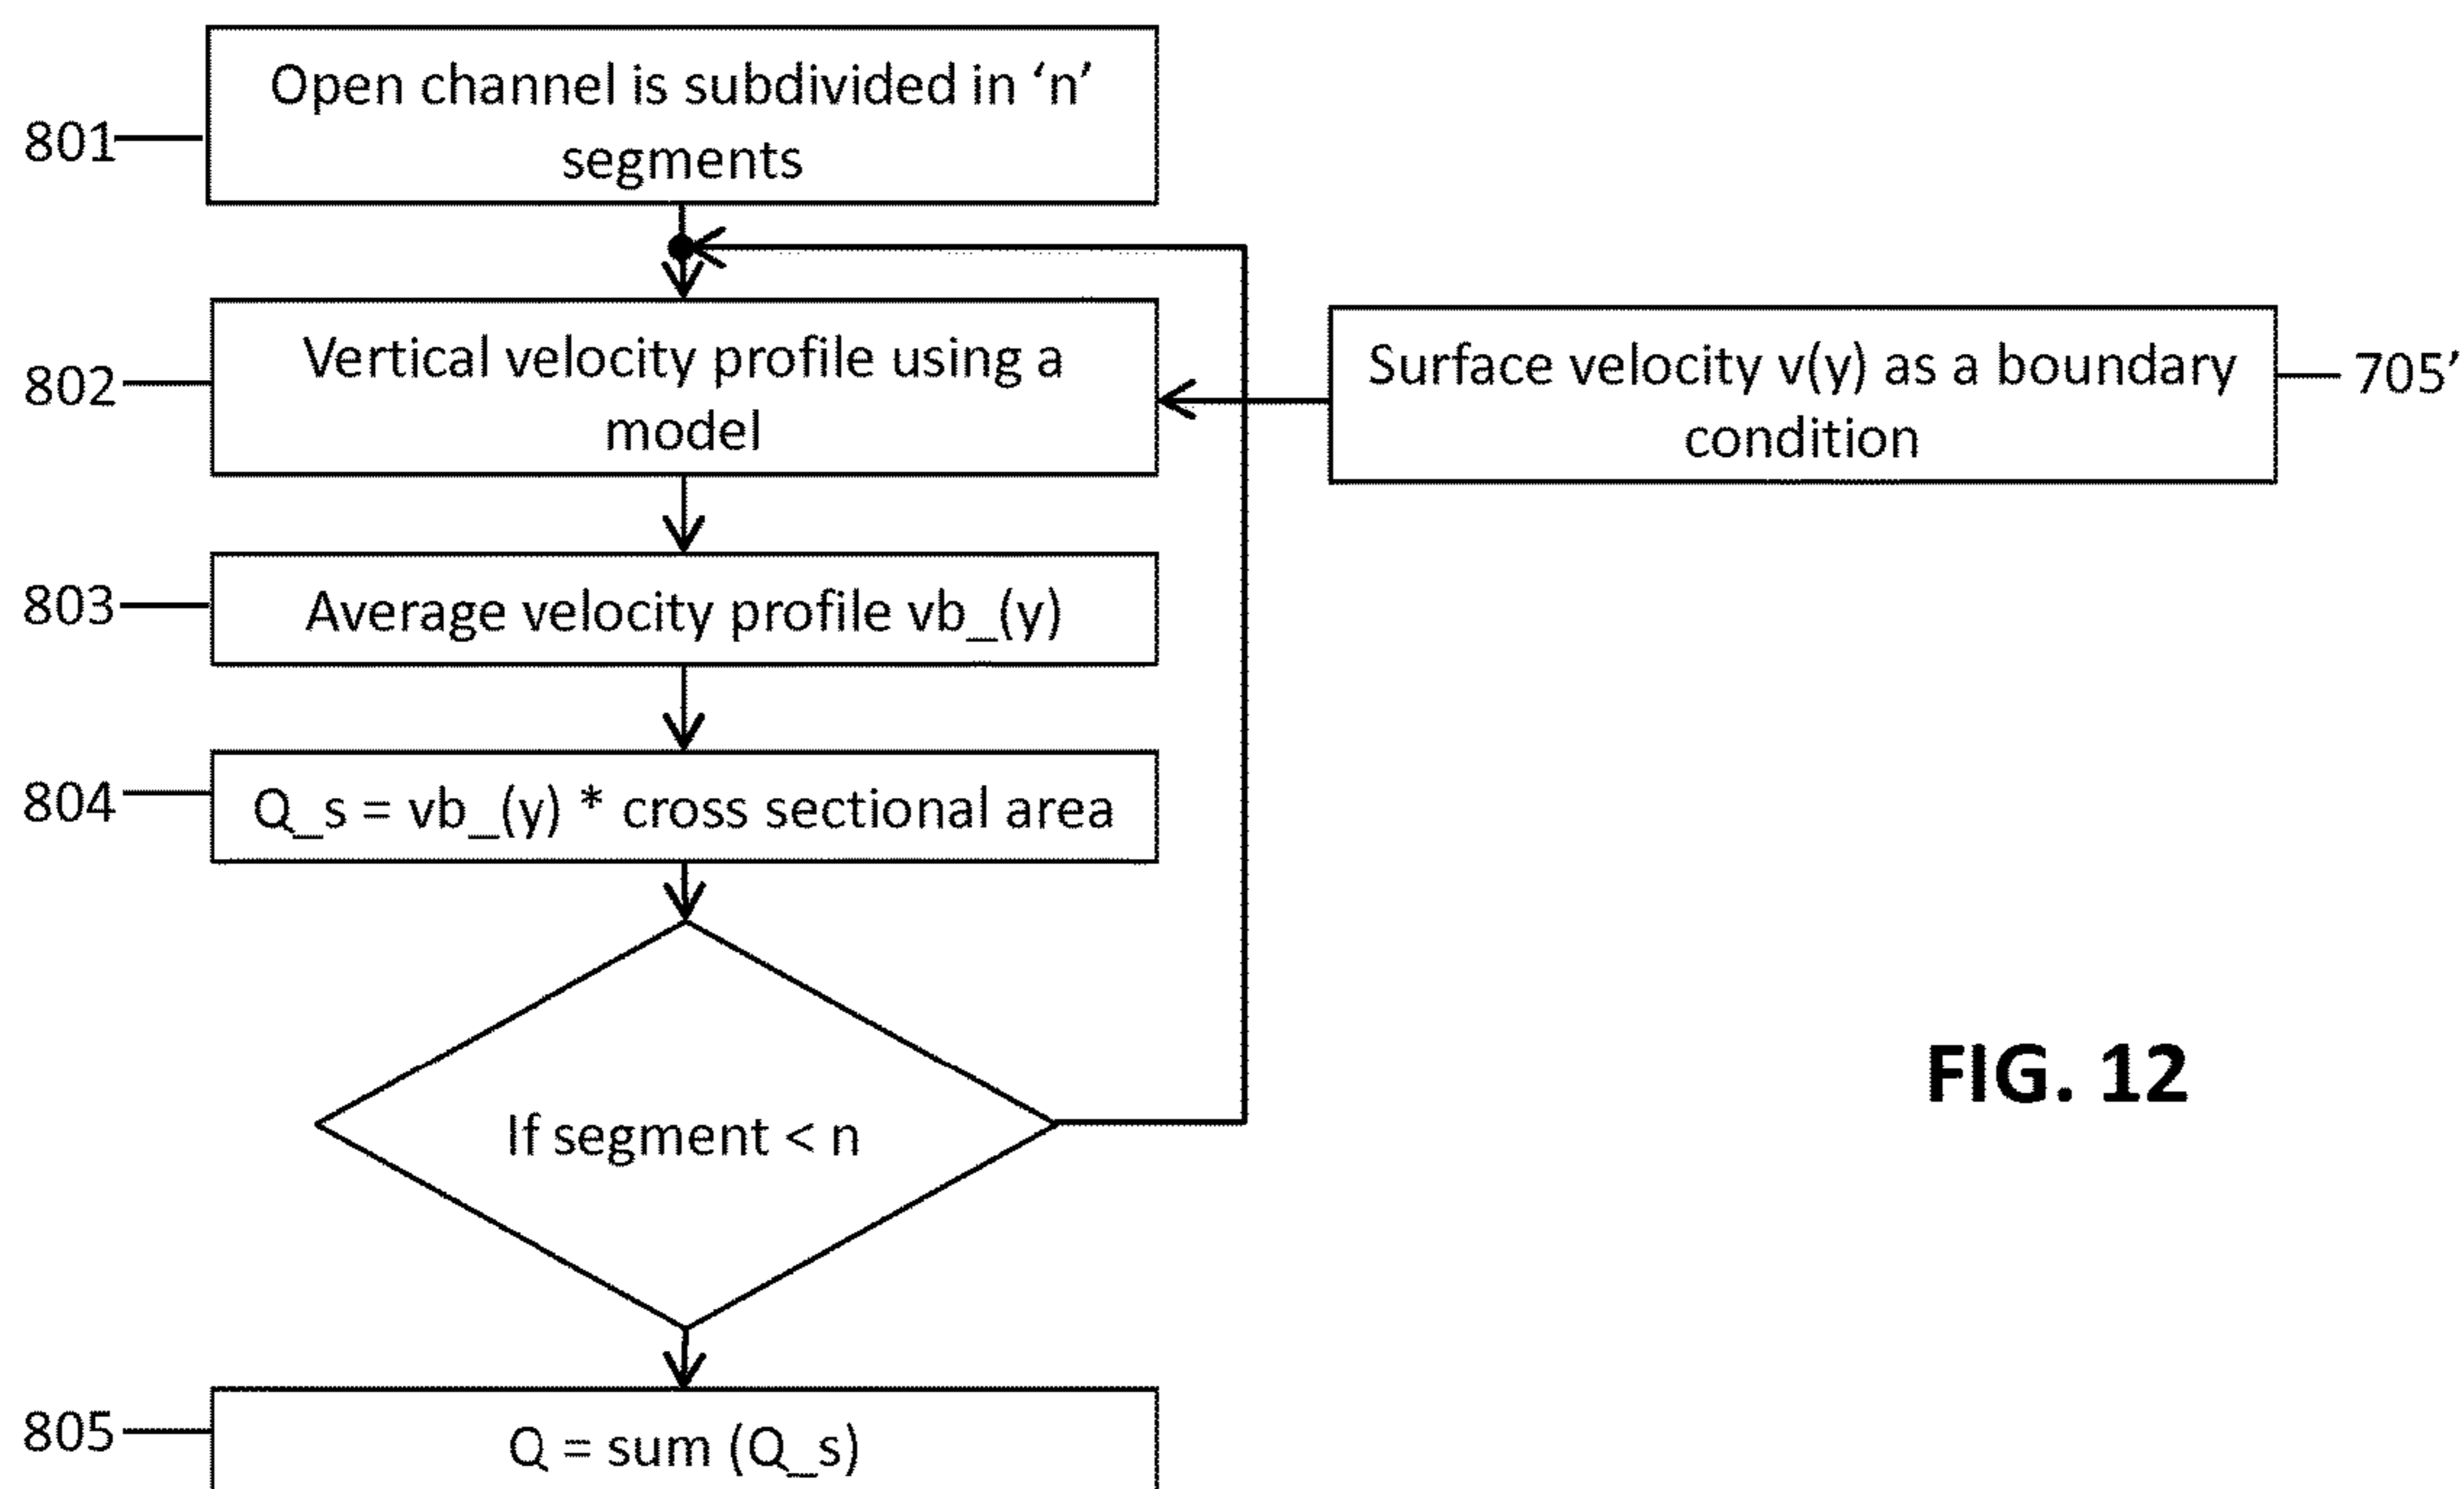 Open channel is subdivided in ‘n’
segments
801
Vertical velocity profile using a
model
802
Surface velocity v(y) as a boundary
condition
705’
803
Average velocity profile vb_(y)
804
Q_s = vb_(y) * cross sectional area
If segment < n
FIG. 12
805
Q = sum (Q_s)